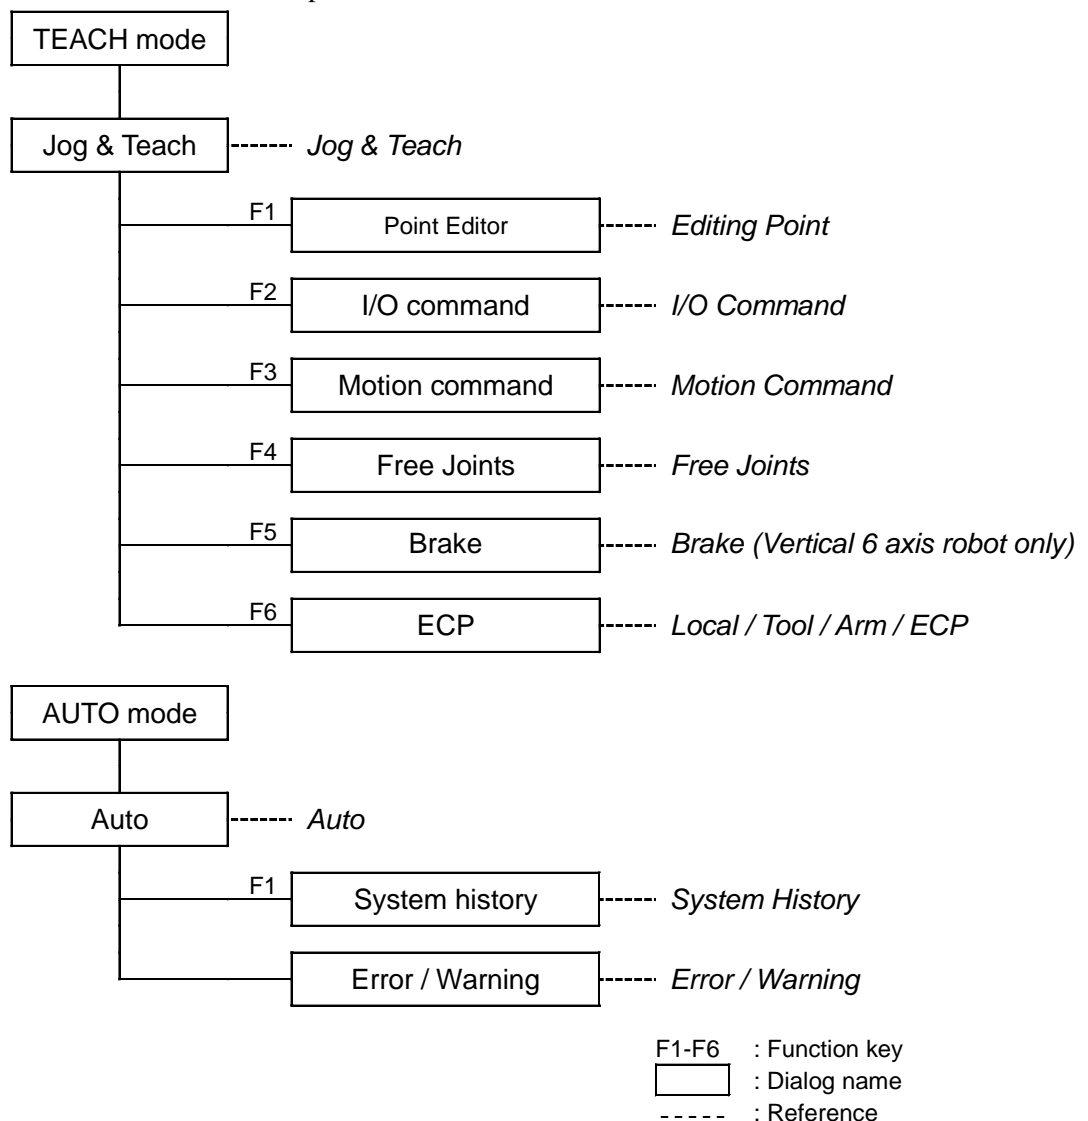 TEACH mode
Jog & Teach Jog & Teach
F1 Point Editor Editing Point
F2 I/O command I/O Command
F3 Motion command Motion Command
F4 Free Joints Free Joints
F5 Brake Brake (Vertical 6 axis robot only)
F6 ECP Local / Tool / Arm / ECP
AUTO mode
Auto Auto
F1 System history System History
Error / Warning Error / Warning
F1-F6 : Function key
: Dialog name
: Reference